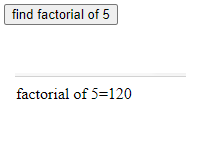 find factorial of 5
factorial of 5=120